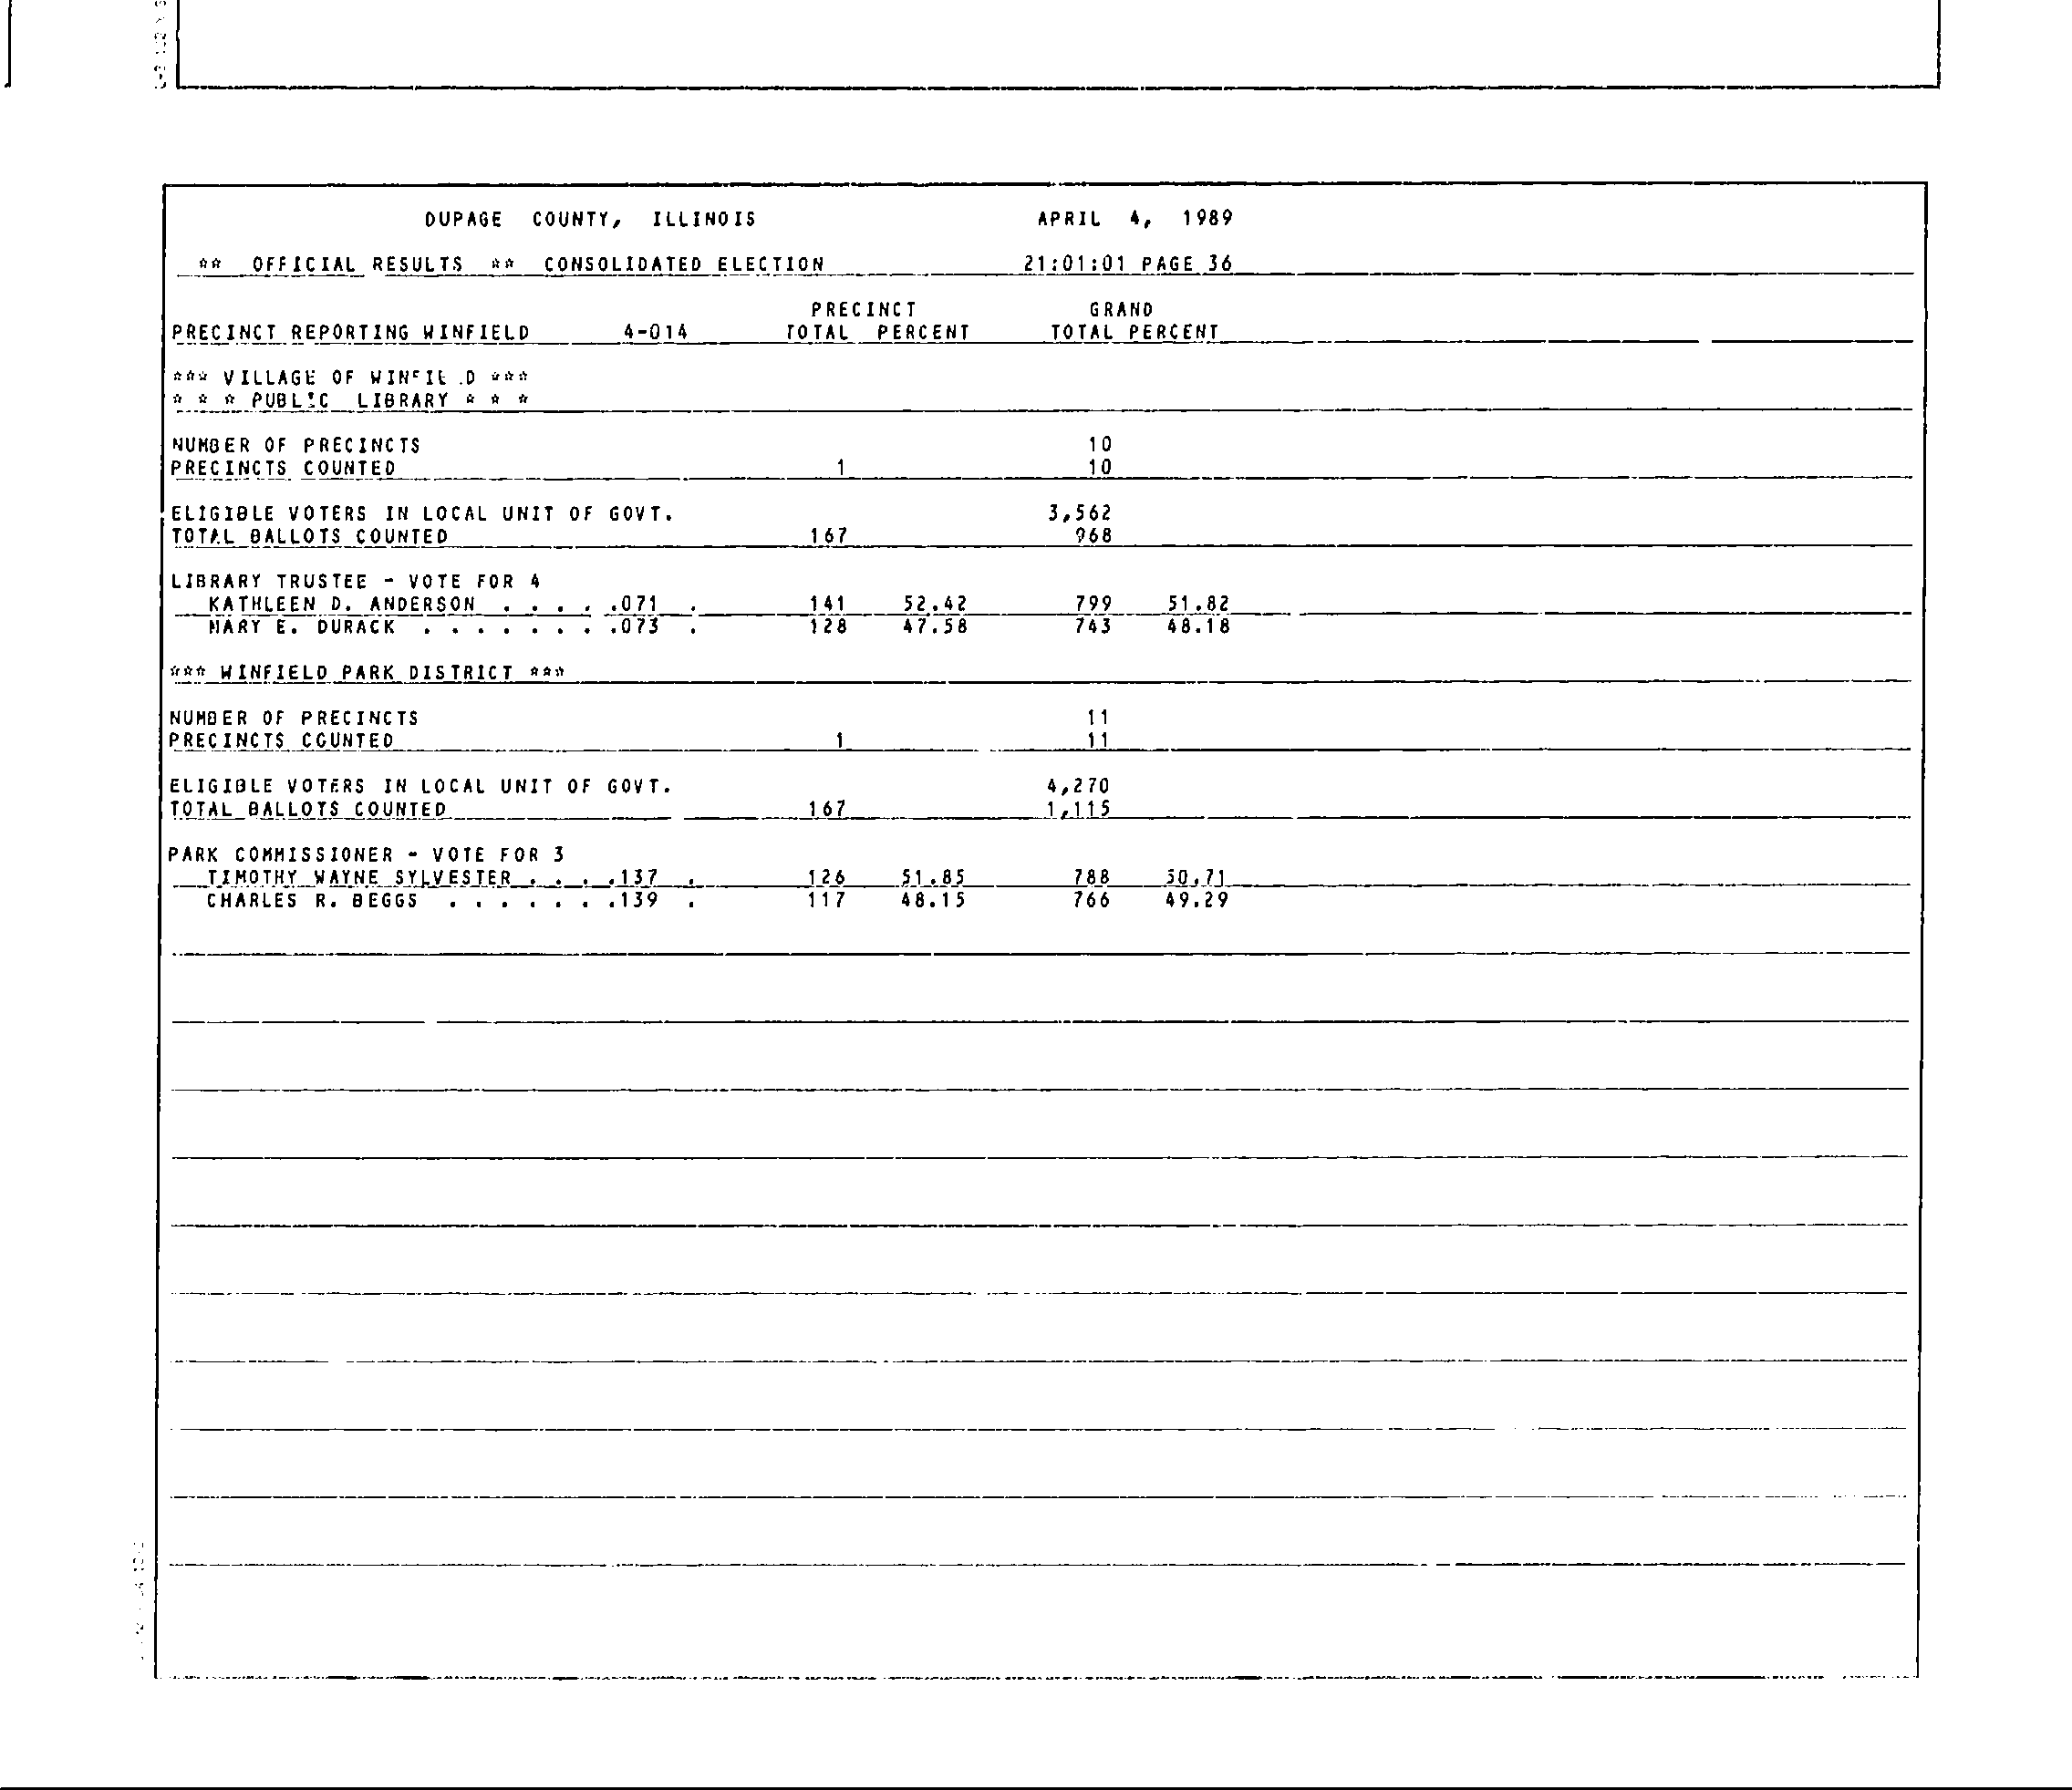 DUPAGE COUNTY, ILLINOIS APRIL 4, 1989
** OFFICIAL RESULTS ** CONSOLIDATED ELECTION 21:01:01 PAGE 36
PRECINCT GRAND
PRECINCT REPORTING WINFIELD 4-014 TOTAL PERCENT TOTAL PERCENT
*** VILLAGE OF WINFIELD ***
* * * PUBLIC LIBRARY * * *
NUMBER OF PRECINCTS 10
PRECINCTS COUNTED 1 10
ELIGIBLE VOTERS IN LOCAL UNIT OF GOVT. 3,562
TOTAL BALLOTS COUNTED 167 968
LIBRARY TRUSTEE - VOTE FOR 4
KATHLEEN D. ANDERSON . . . . .071 . 141 52.42 799 51.82
MARY E. DURACK . . . . . . . .073 . 128 47.58 743 48.18
*** WINFIELD PARK DISTRICT ***
NUMBER OF PRECINCTS 11
PRECINCTS COUNTED 1 11
ELIGIBLE VOTERS IN LOCAL UNIT OF GOVT. 4,270
TOTAL BALLOTS COUNTED 167 1,115
PARK COMMISSIONER - VOTE FOR 3
TIMOTHY WAYNE SYLVESTER . . . .137 . 126 51.85 788 50.71
CHARLES R. BEGGS . . . . . . .139 . 117 48.15 766 49.29